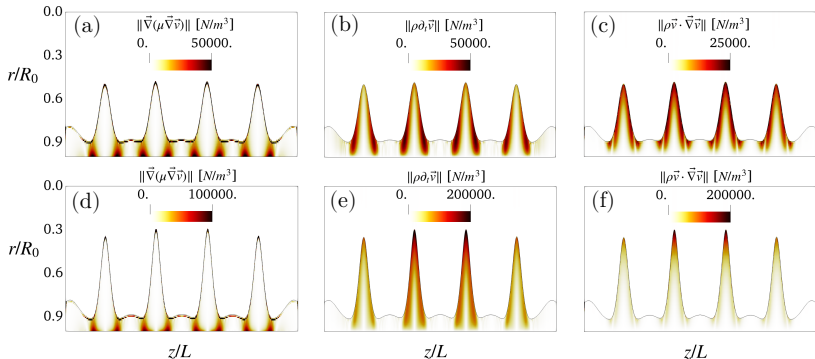 (a) ‖∇⃗(μ∇⃗v⃗)‖ [N/m³]
0. 50000.
(b) ‖ρ∂ₜv⃗‖ [N/m³]
0. 50000.
(c) ‖ρv⃗ · ∇⃗v⃗‖ [N/m³]
0. 25000.
0.0
0.3
r/R₀
0.6
0.9
(d) ‖∇⃗(μ∇⃗v⃗)‖ [N/m³]
0. 100000.
(e) ‖ρ∂ₜv⃗‖ [N/m³]
0. 200000.
(f) ‖ρv⃗ · ∇⃗v⃗‖ [N/m³]
0. 200000.
0.0
0.3
r/R₀
0.6
0.9
z/L z/L z/L